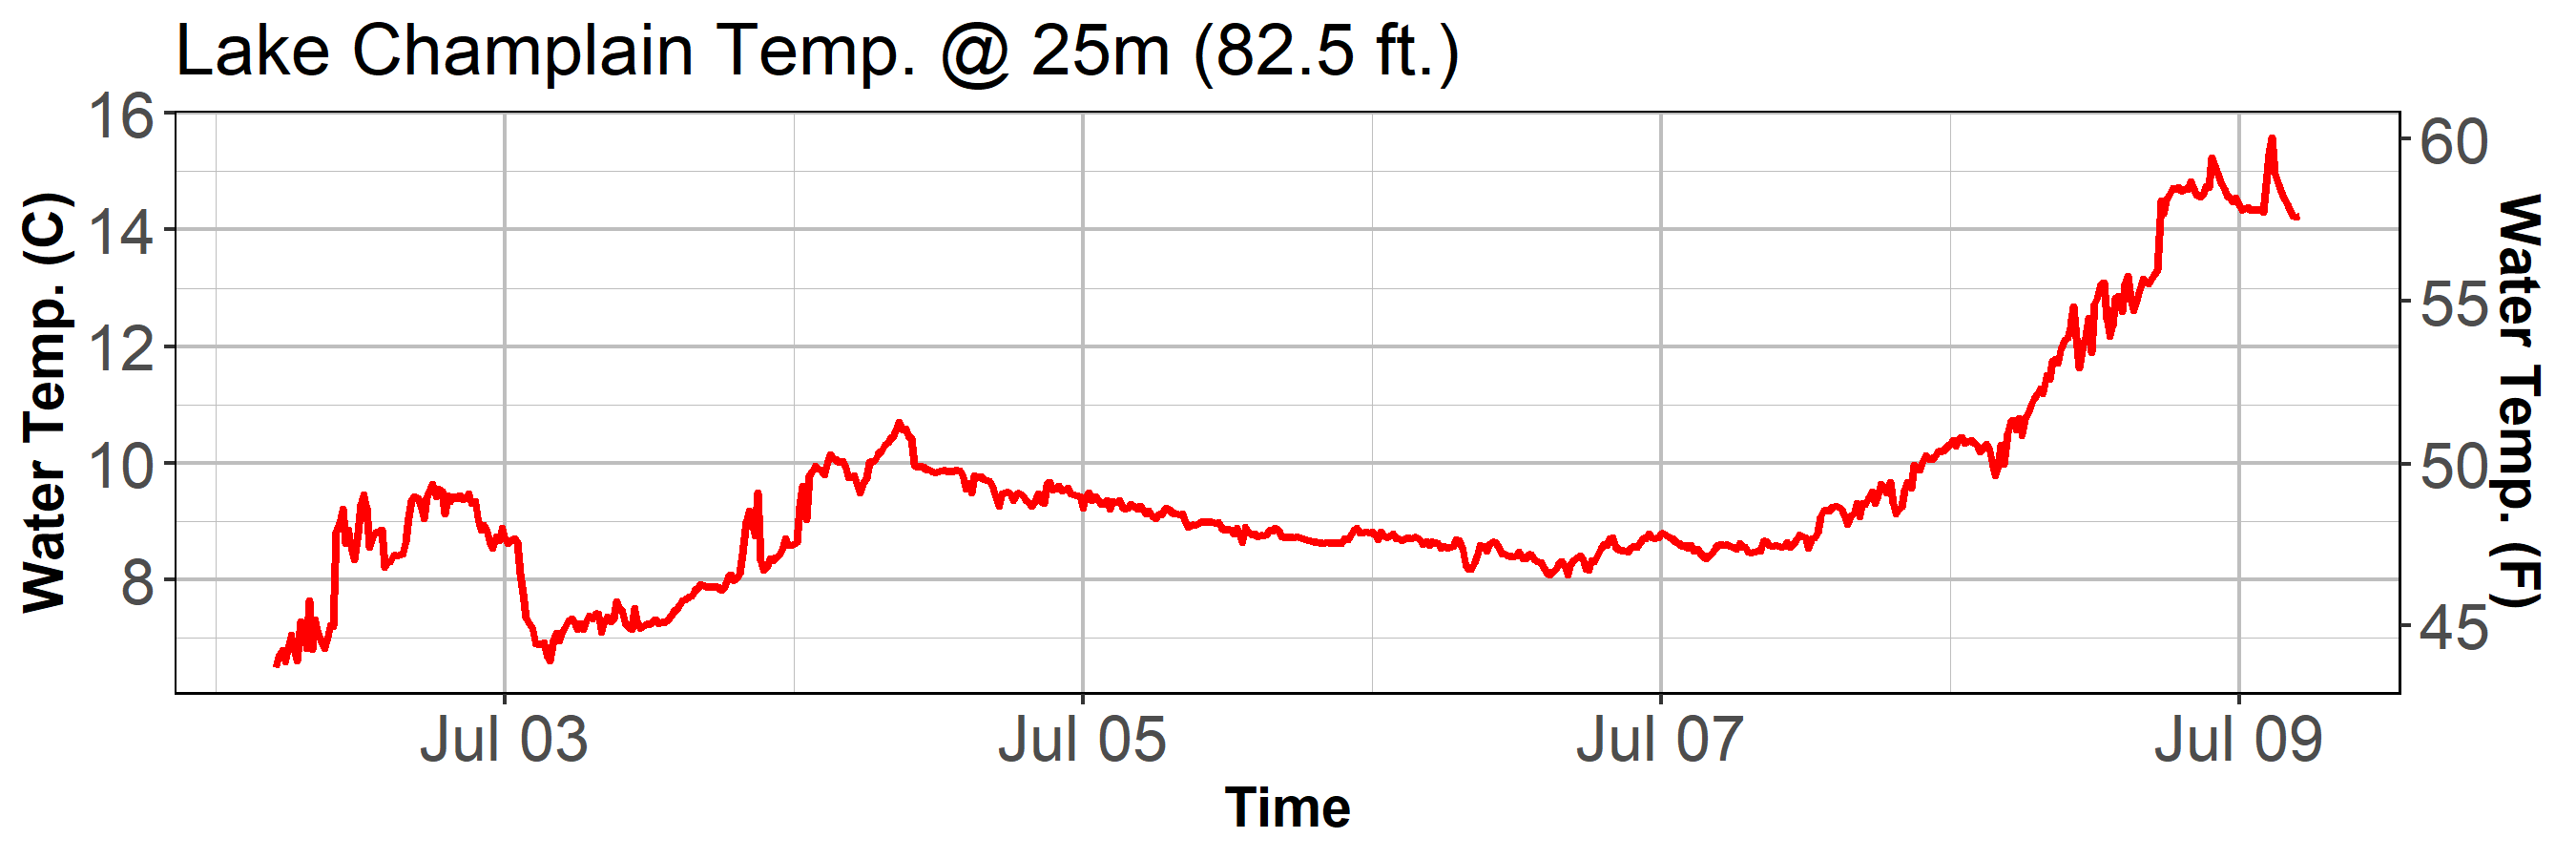 Lake Champlain Temp. @ 25m (82.5 ft.)
Water Temp. (C)
16
14
12
10
8
60
55
50
45
Water Temp. (F)
Jul 03 Jul 05 Jul 07 Jul 09
Time